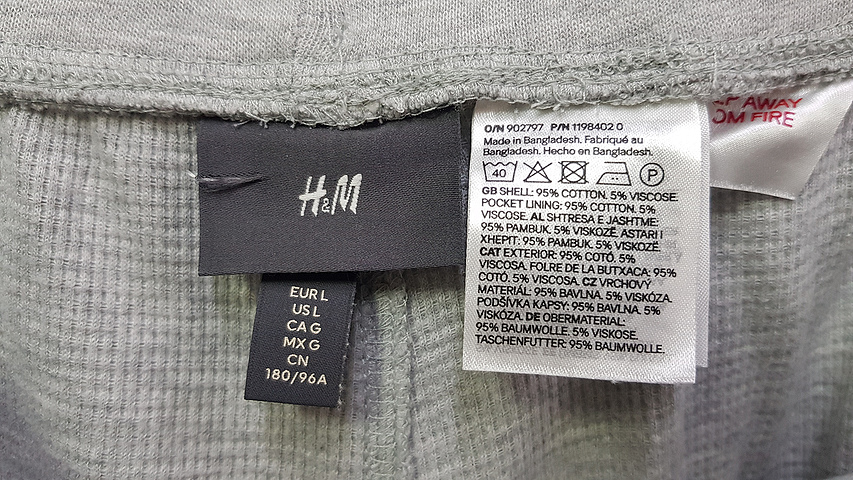 H&M
EUR L
US L
CA G
MX G
CN
180/96A
O/N 902797 P/N 1198402 0
Made in Bangladesh. Fabriqué au
Bangladesh. Hecho en Bangladesh.
40
P
GB SHELL: 95% COTTON. 5% VISCOSE.
POCKET LINING: 95% COTTON. 5%
VISCOSE. AL SHTRESA E JASHTME:
95% PAMBUK. 5% VISKOZË. ASTARI I
XHEPIT: 95% PAMBUK. 5% VISKOZË.
CAT EXTERIOR: 95% COTÓ. 5%
VISCOSA. FOLRE DE LA BUTXACA: 95%
COTÓ. 5% VISCOSA. CZ VRCHOVÝ
MATERIÁL: 95% BAVLNA. 5% VISKÓZA.
PODŠÍVKA KAPSY: 95% BAVLNA. 5%
VISKÓZA. DE OBERMATERIAL:
95% BAUMWOLLE. 5% VISKOSE.
TASCHENFUTTER: 95% BAUMWOLLE.
AWAY
FIRE